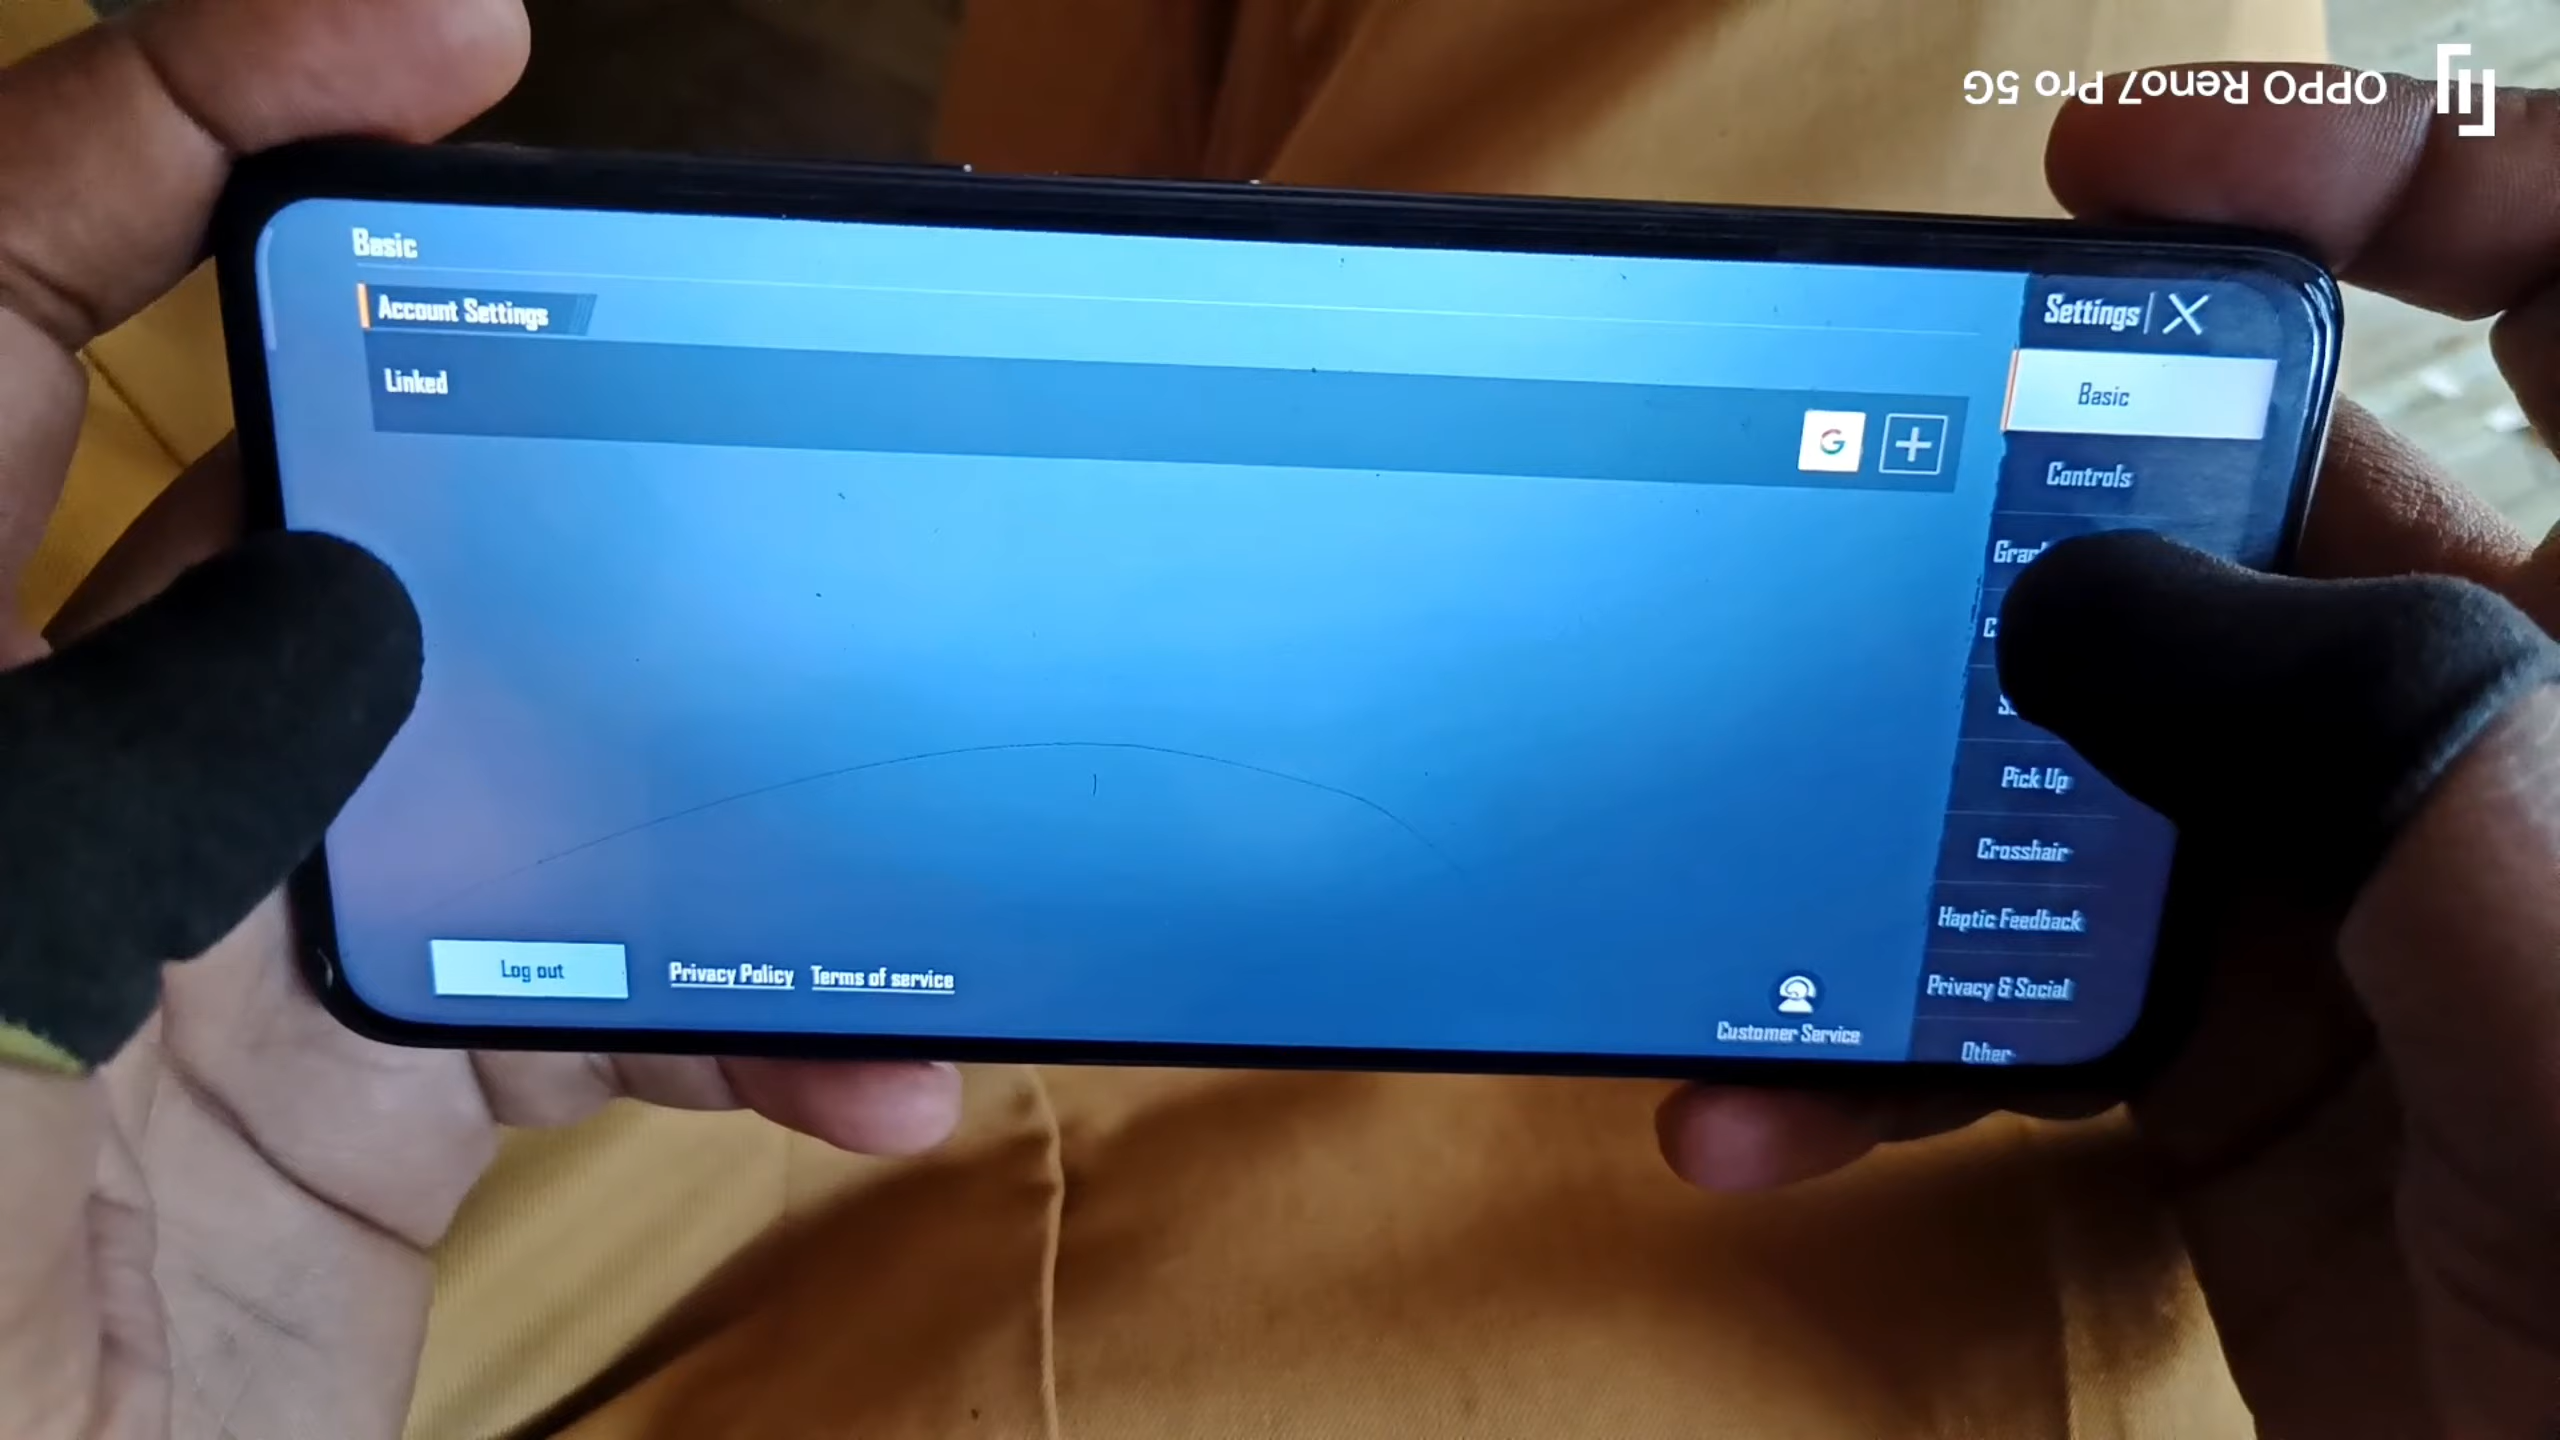 OPPO Reno7 Pro 5G
Basic
Account Settings
Linked
G
Log out
Privacy Policy
Terms of service
Customer Service
Settings
Basic
Controls
Pick Up
Crosshair
Haptic Feedback
Privacy & Social
Other